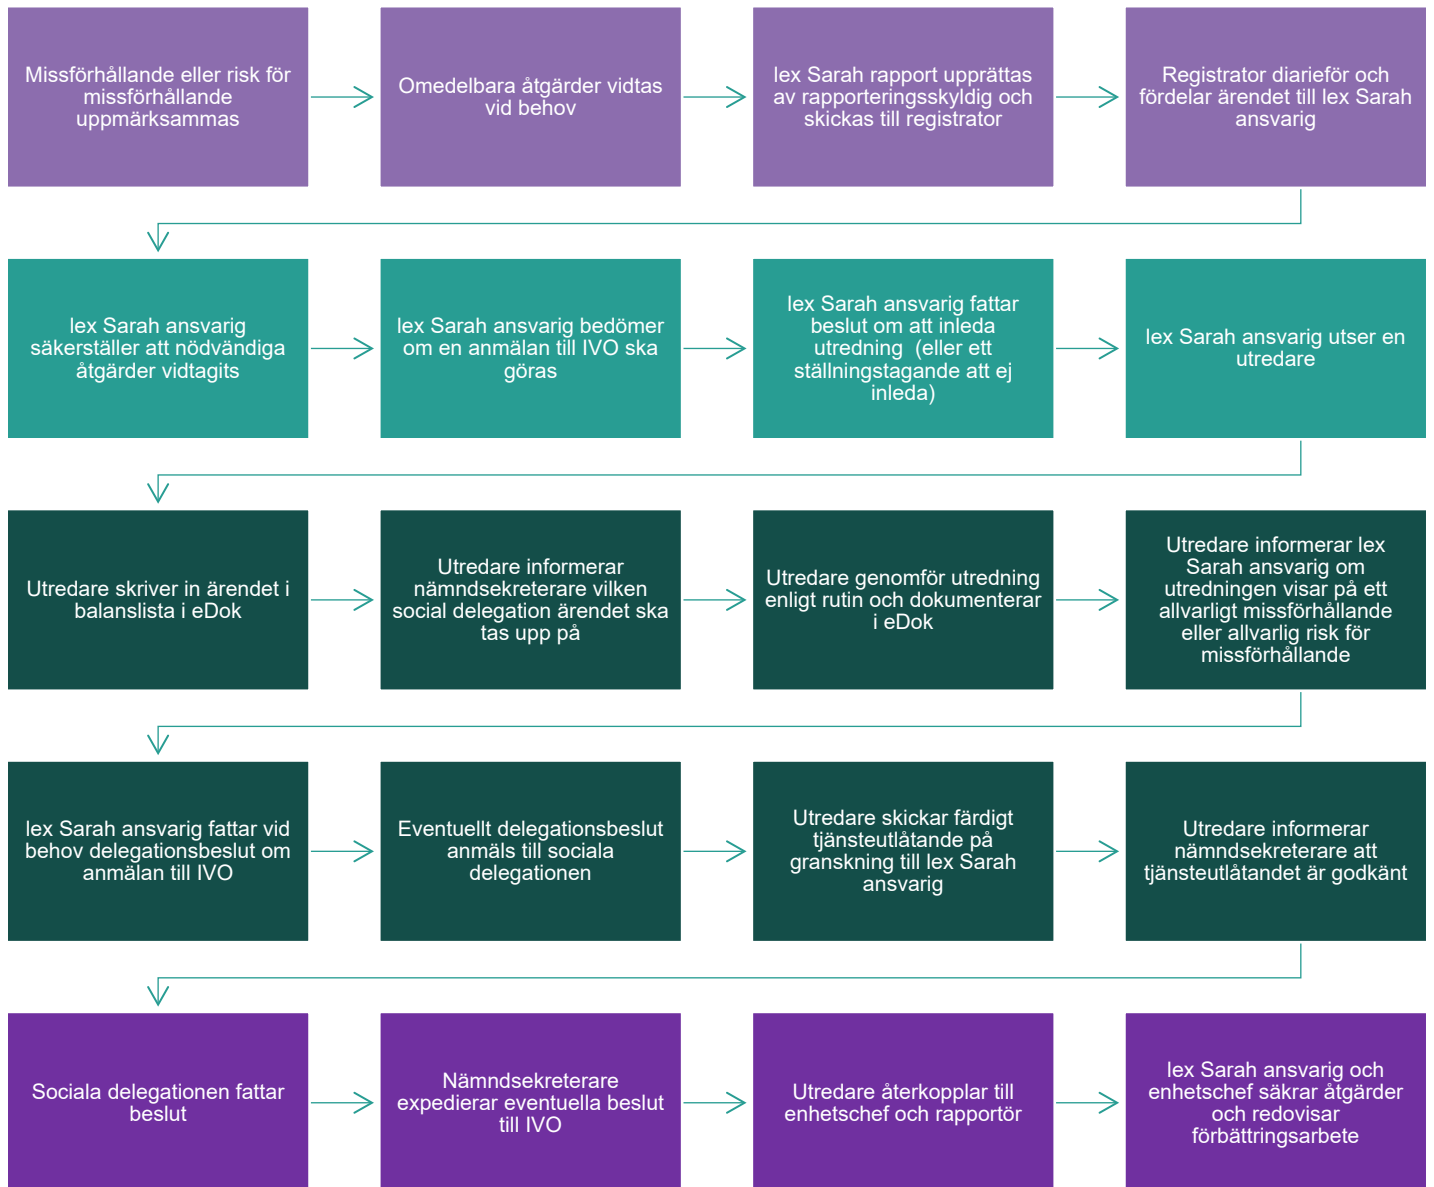 Missförhållande eller risk för
missförhållande
uppmärksammas
Omedelbara åtgärder vidtas
vid behov
lex Sarah rapport upprättas
av rapporteringsskyldig och
skickas till registrator
Registrator diarieför och
fördelar ärendet till lex Sarah
ansvarig
lex Sarah ansvarig
säkerställer att nödvändiga
åtgärder vidtagits
lex Sarah ansvarig bedömer
om en anmälan till IVO ska
göras
lex Sarah ansvarig fattar
beslut om att inleda
utredning  (eller ett
ställningstagande att ej
inleda)
lex Sarah ansvarig utser en
utredare
Utredare skriver in ärendet i
balanslista i eDok
Utredare informerar
nämndsekreterare vilken
social delegation ärendet ska
tas upp på
Utredare genomför utredning
enligt rutin och dokumenterar
i eDok
Utredare informerar lex
Sarah ansvarig om
utredningen visar på ett
allvarligt missförhållande
eller allvarlig risk för
missförhållande
lex Sarah ansvarig fattar vid
behov delegationsbeslut om
anmälan till IVO
Eventuellt delegationsbeslut
anmäls till sociala
delegationen
Utredare skickar färdigt
tjänsteutlåtande på
granskning till lex Sarah
ansvarig
Utredare informerar
nämndsekreterare att
tjänsteutlåtandet är godkänt
Sociala delegationen fattar
beslut
Nämndsekreterare
expedierar eventuella beslut
till IVO
Utredare återkopplar till
enhetschef och rapportör
lex Sarah ansvarig och
enhetschef säkrar åtgärder
och redovisar
förbättringsarbete